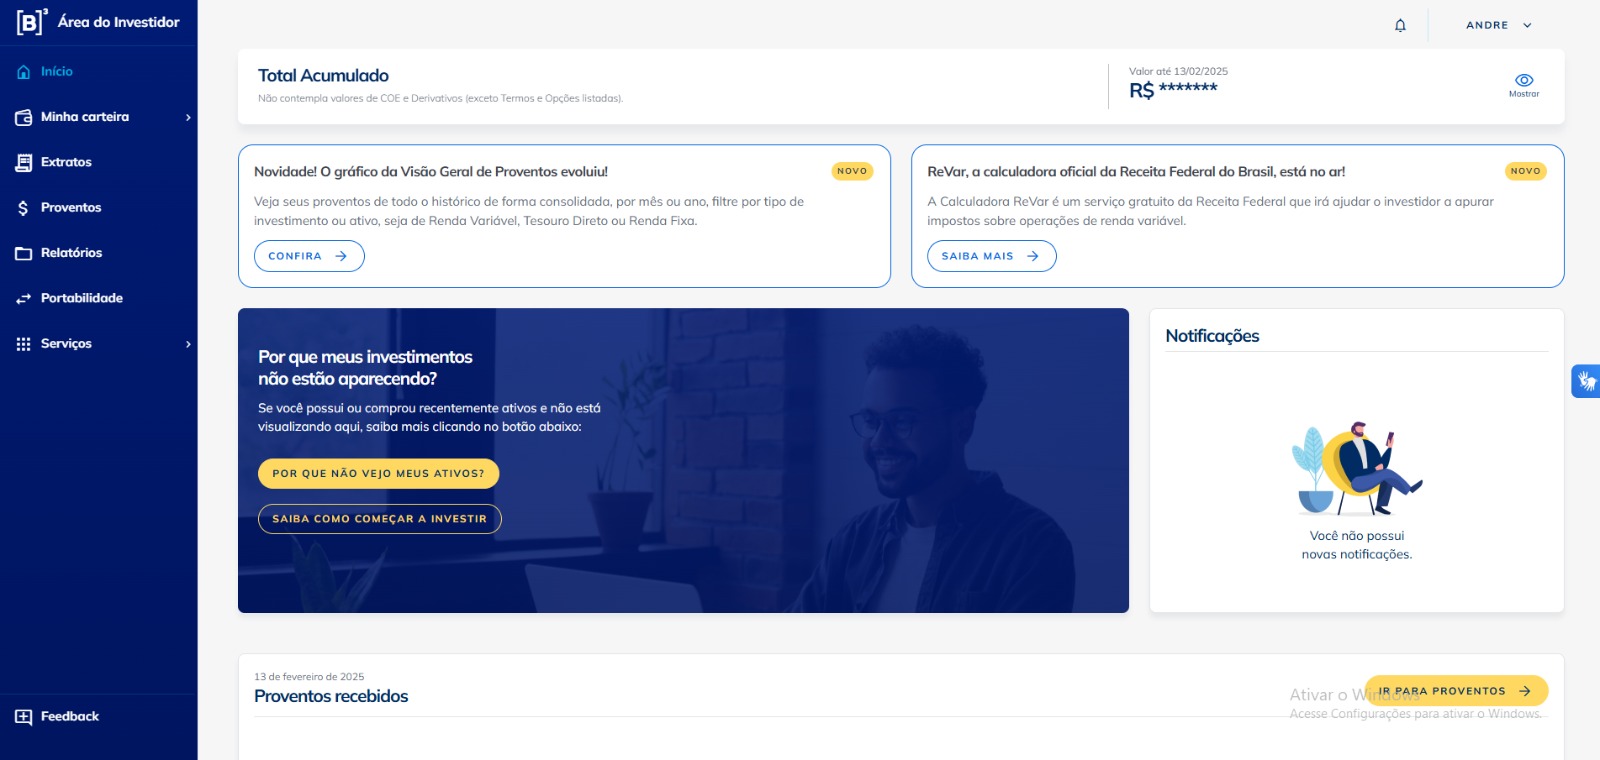 [B]³ Área do Investidor
Início
Minha carteira
Extratos
Proventos
Relatórios
Portabilidade
Serviços
Feedback
ANDRE
Total Acumulado
Não contempla valores de COE e Derivativos (exceto Termos e Opções listadas).
Valor até 13/02/2025
R$ *******
Mostrar
Novidade! O gráfico da Visão Geral de Proventos evoluiu!
NOVO
Veja seus proventos de todo o histórico de forma consolidada, por mês ou ano, filtre por tipo de
investimento ou ativo, seja de Renda Variável, Tesouro Direto ou Renda Fixa.
CONFIRA
ReVar, a calculadora oficial da Receita Federal do Brasil, está no ar!
NOVO
A Calculadora ReVar é um serviço gratuito da Receita Federal que irá ajudar o investidor a apurar
impostos sobre operações de renda variável.
SAIBA MAIS
Por que meus investimentos
não estão aparecendo?
Se você possui ou comprou recentemente ativos e não está
visualizando aqui, saiba mais clicando no botão abaixo:
POR QUE NÃO VEJO MEUS ATIVOS?
SAIBA COMO COMEÇAR A INVESTIR
Notificações
Você não possui
novas notificações.
13 de fevereiro de 2025
Proventos recebidos
IR PARA PROVENTOS
Ativar o Windows
Acesse Configurações para ativar o Windows.